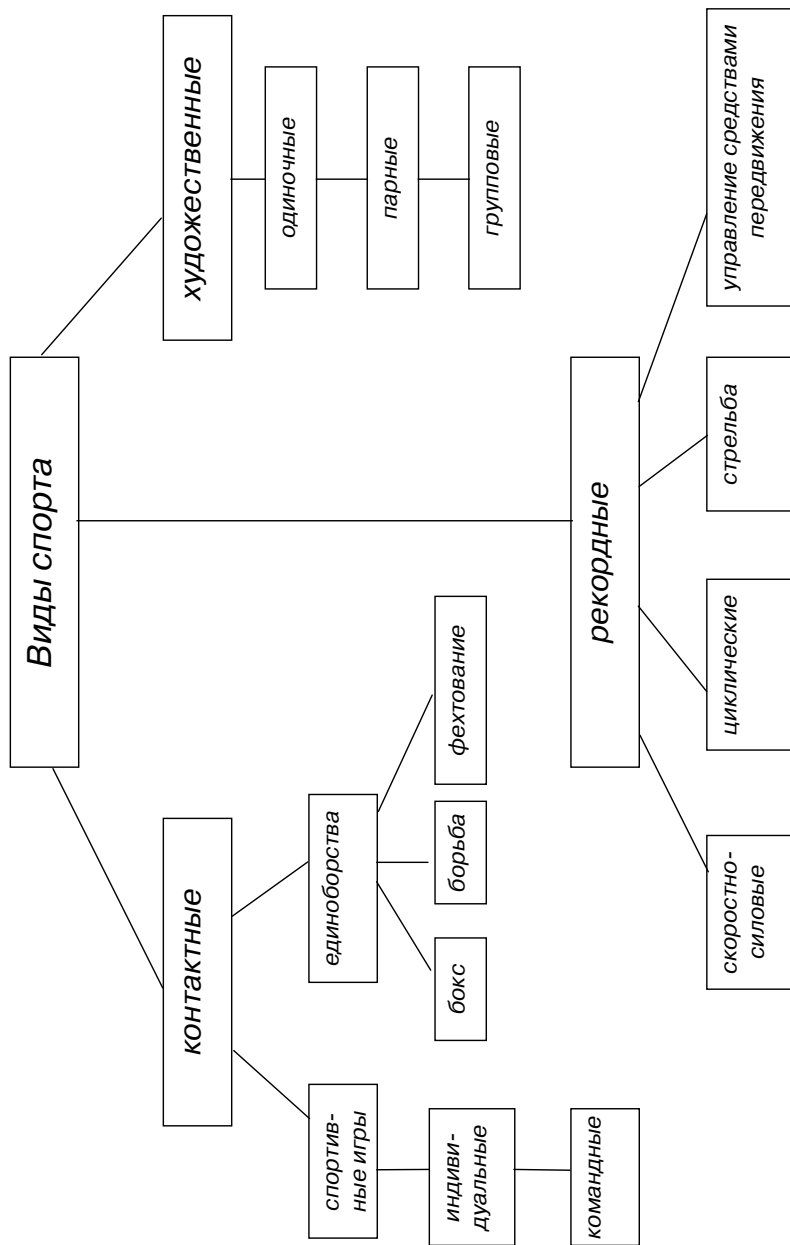 Виды спорта
контактные
художественные
спортив-
ные игры
единоборства
одиночные
индиви-
дуальные
бокс
борьба
фехтование
парные
командные
групповые
рекордные
скоростно-
силовые
циклические
стрельба
управление средствами
передвижения